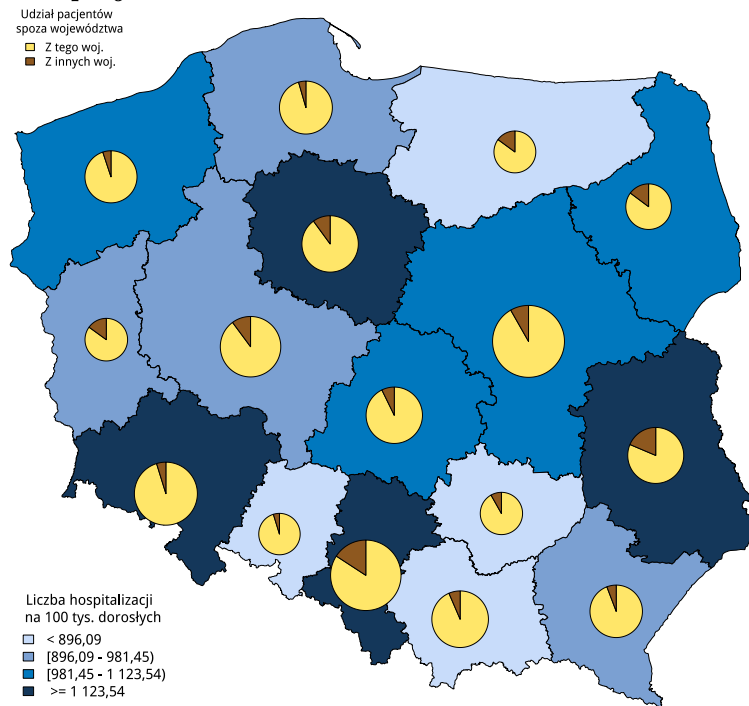 Udział pacjentów
spoza województwa
Z tego woj.
Z innych woj.
Liczba hospitalizacji
na 100 tys. dorosłych
< 896,09
[896,09 - 981,45)
[981,45 - 1 123,54)
>= 1 123,54